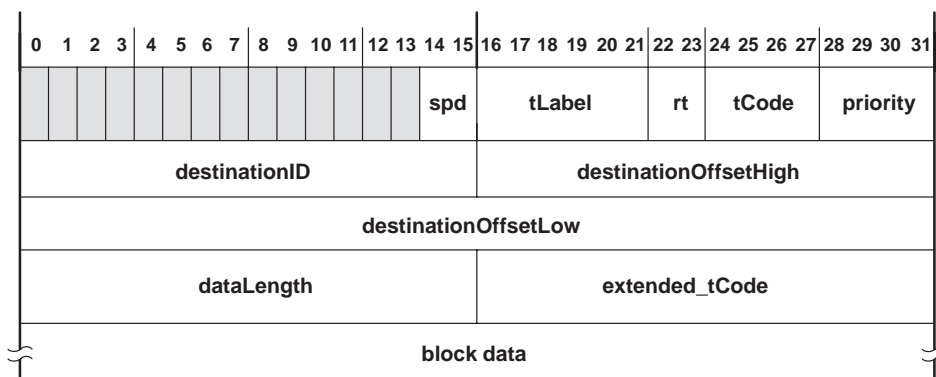 0 1 2 3 4 5 6 7 8 9 10 11 12 13 14 15 16 17 18 19 20 21 22 23 24 25 26 27 28 29 30 31
spd tLabel rt tCode priority
destinationID destinationOffsetHigh
destinationOffsetLow
dataLength extended_tCode
block data